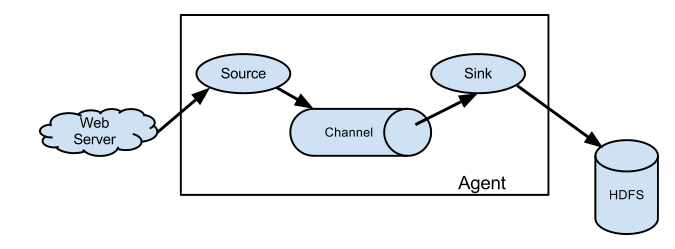 Source
Sink
Web
Server
Channel
Agent
HDFS